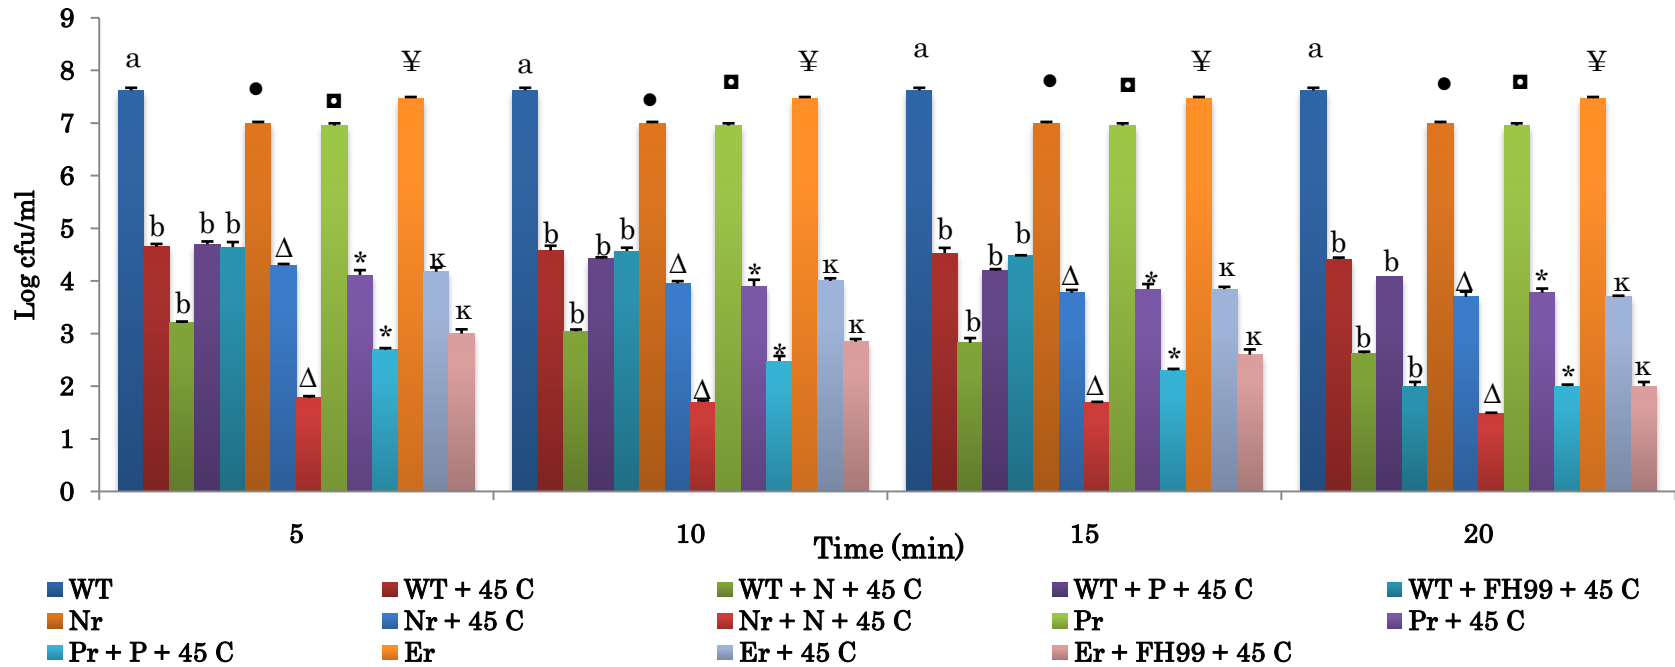 9
8
7
6
5
4
3
2
1
0
Log cfu/ml
a b b b b ● Δ Δ ◘ * * ¥ κ κ
a b b b b ● Δ Δ ◘ * * ¥ κ κ
a b b b b ● Δ Δ ◘ * * ¥ κ κ
a b b b ● Δ Δ ◘ * * ¥ κ κ
5 10 15 20
Time (min)
WT WT + 45 C WT + N + 45 C WT + P + 45 C WT + FH99 + 45 C
Nr Nr + 45 C Nr + N + 45 C Pr Pr + 45 C
Pr + P + 45 C Er Er + 45 C Er + FH99 + 45 C